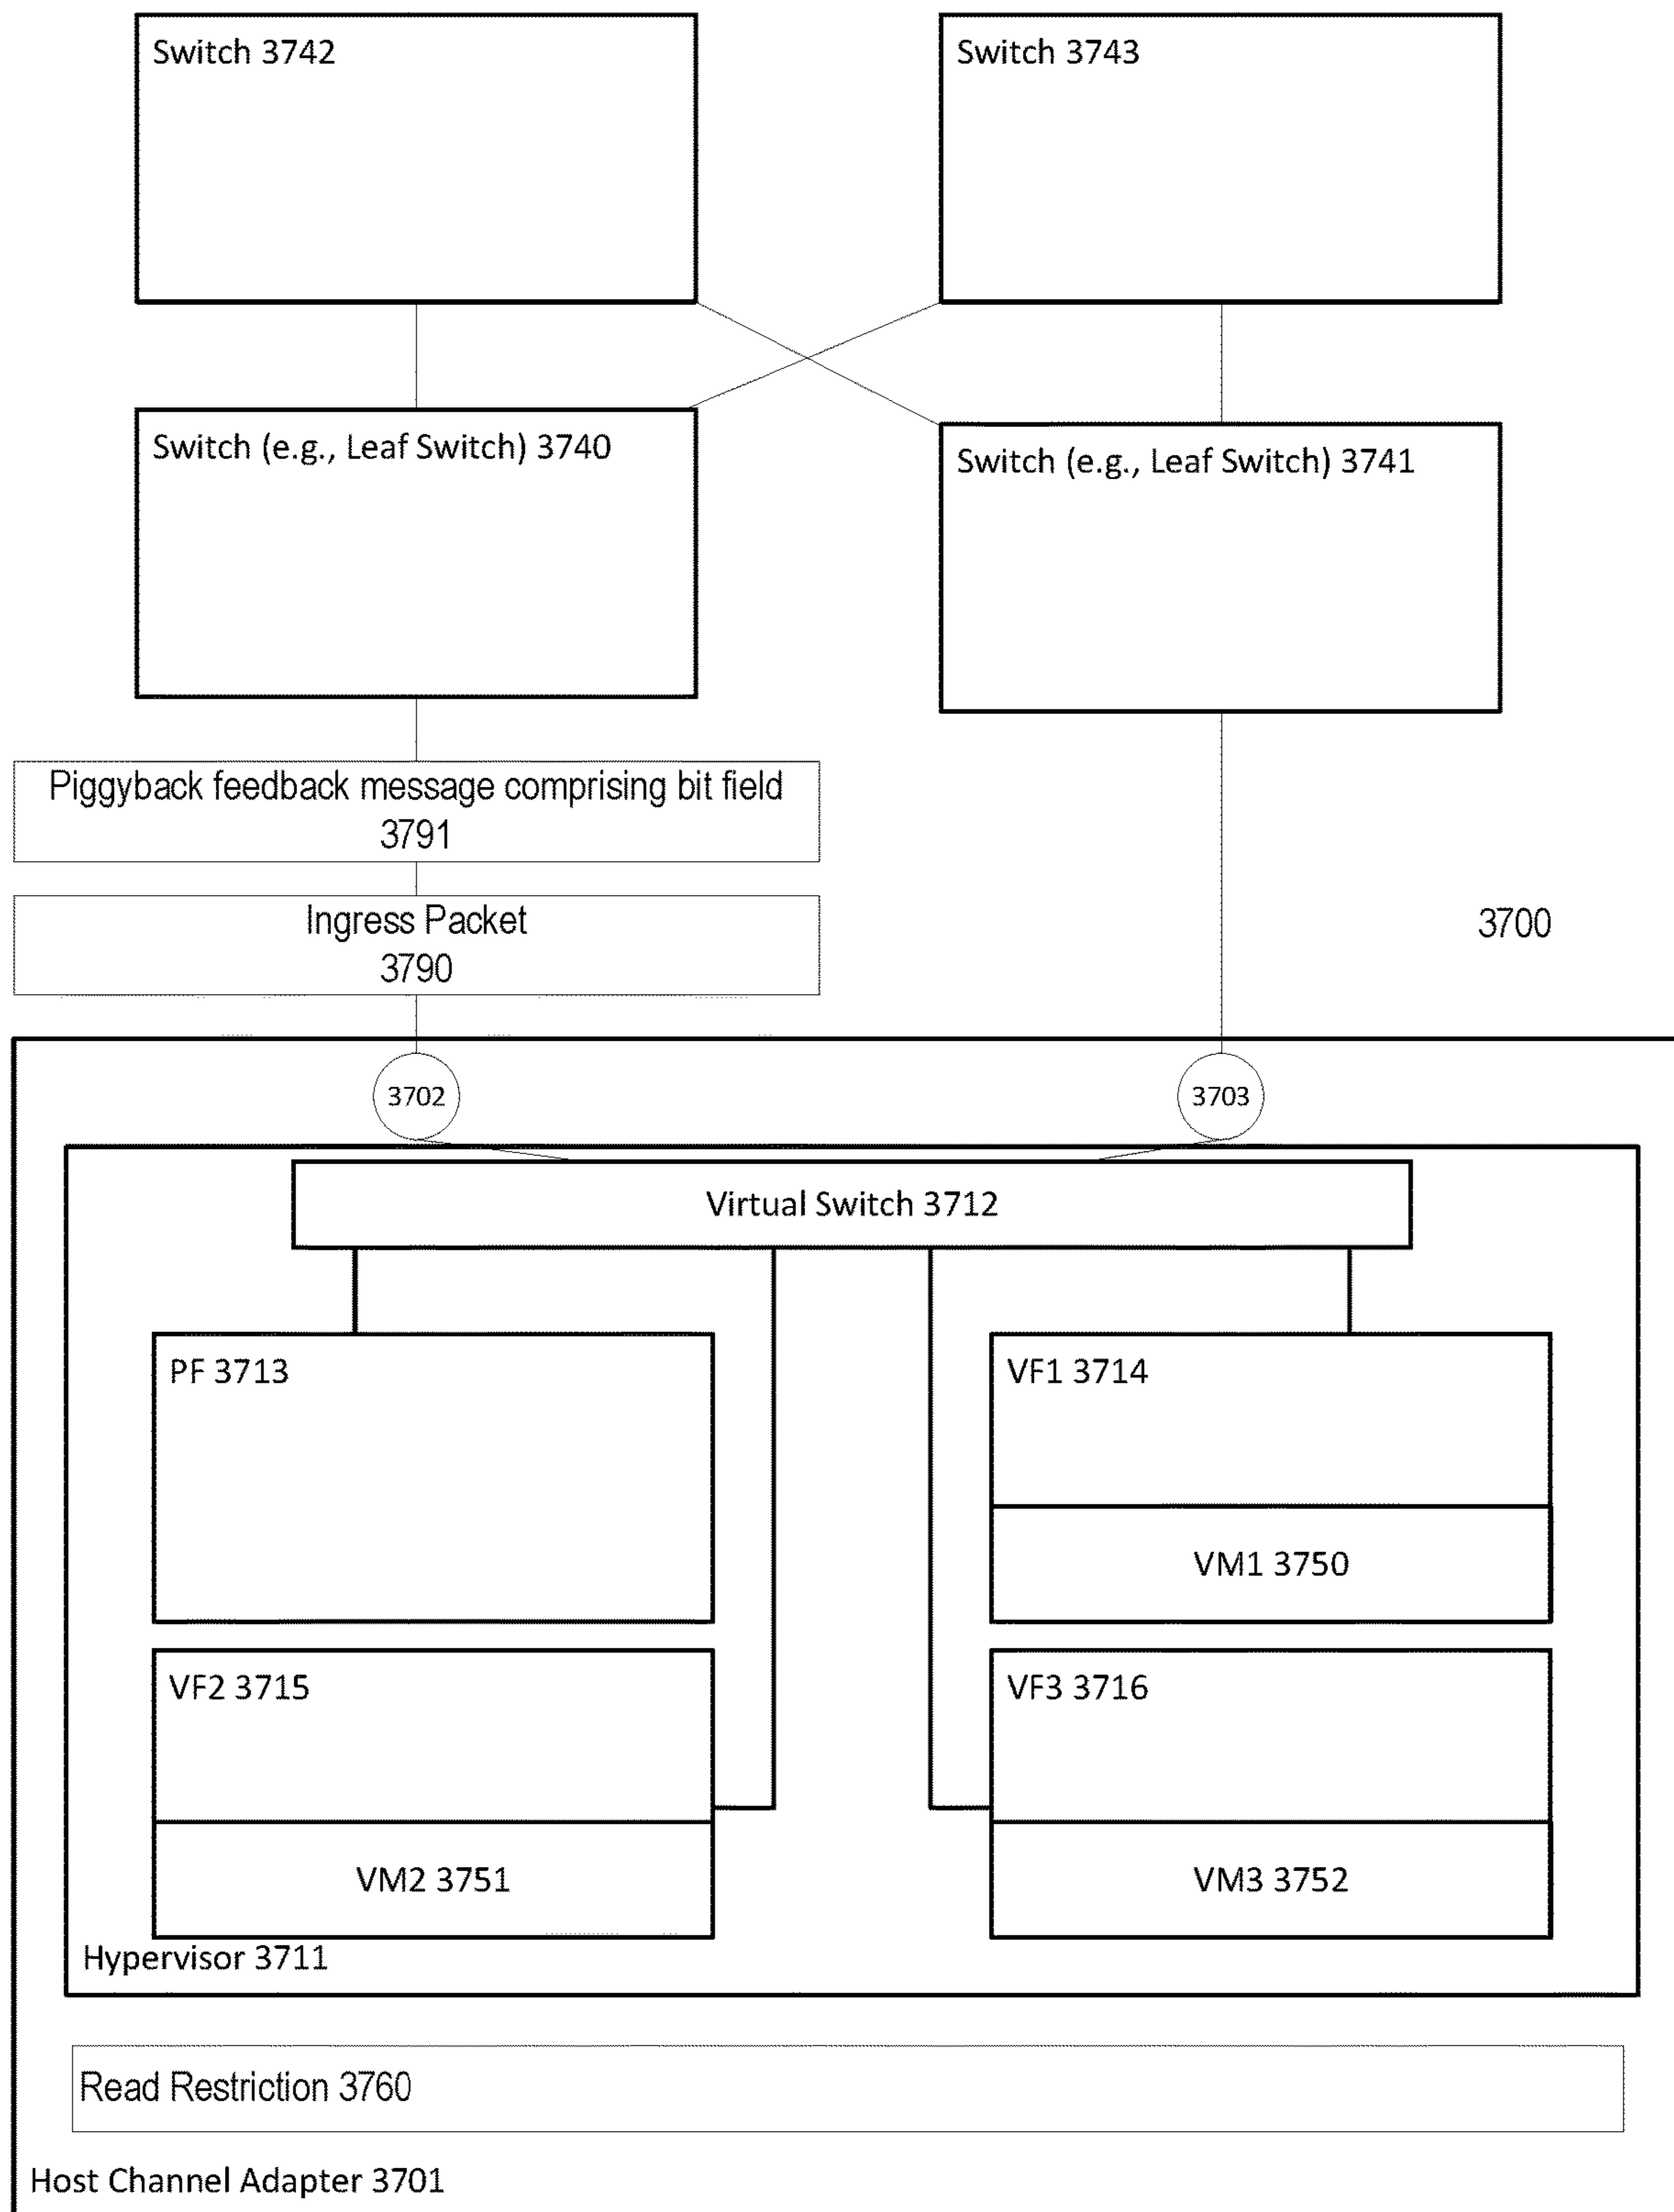 Switch 3742
Switch 3743
Switch (e.g., Leaf Switch) 3740
Switch (e.g., Leaf Switch) 3741
Piggyback feedback message comprising bit field
3791
Ingress Packet
3790
3700
3702
3703
Virtual Switch 3712
PF 3713
VF1 3714
VM1 3750
VF2 3715
VF3 3716
VM2 3751
VM3 3752
Hypervisor 3711
Read Restriction 3760
Host Channel Adapter 3701